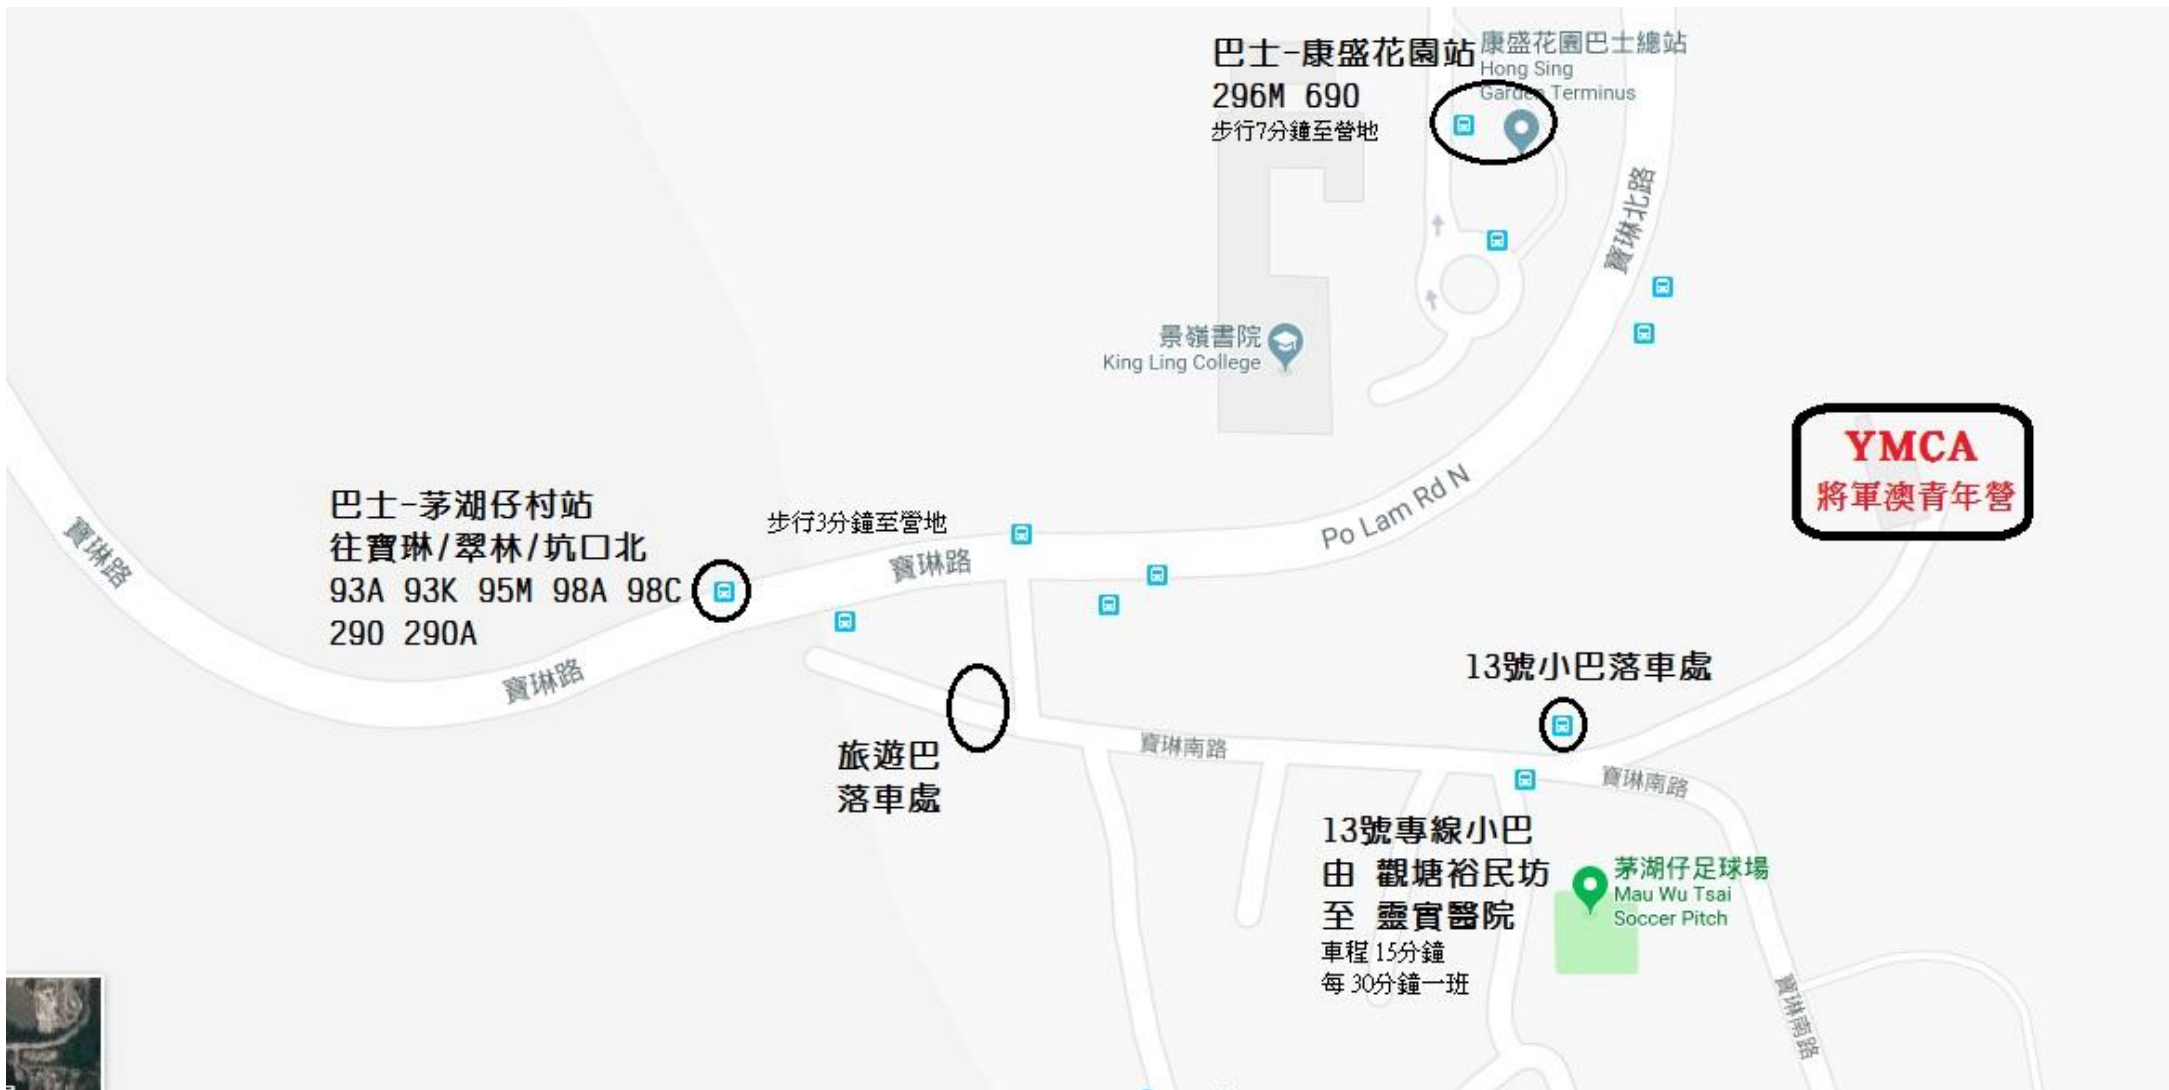 巴士-康盛花園站
296M 690
步行7分鐘至營地
康盛花園巴士總站
Hong Sing
Garden Terminus
寶琳北路
景嶺書院
King Ling College
YMCA
將軍澳青年營
Po Lam Rd N
巴士-茅湖仔村站
往寶琳/翠林/坑口北
93A 93K 95M 98A 98C
290 290A
步行3分鐘至營地
寶琳路
寶琳路
寶琳路
13號小巴落車處
旅遊巴
落車處
寶琳南路
寶琳南路
13號專線小巴
由 觀塘裕民坊
至 靈實醫院
車程 15分鐘
每 30分鐘一班
茅湖仔足球場
Mau Wu Tsai
Soccer Pitch
寶琳南路